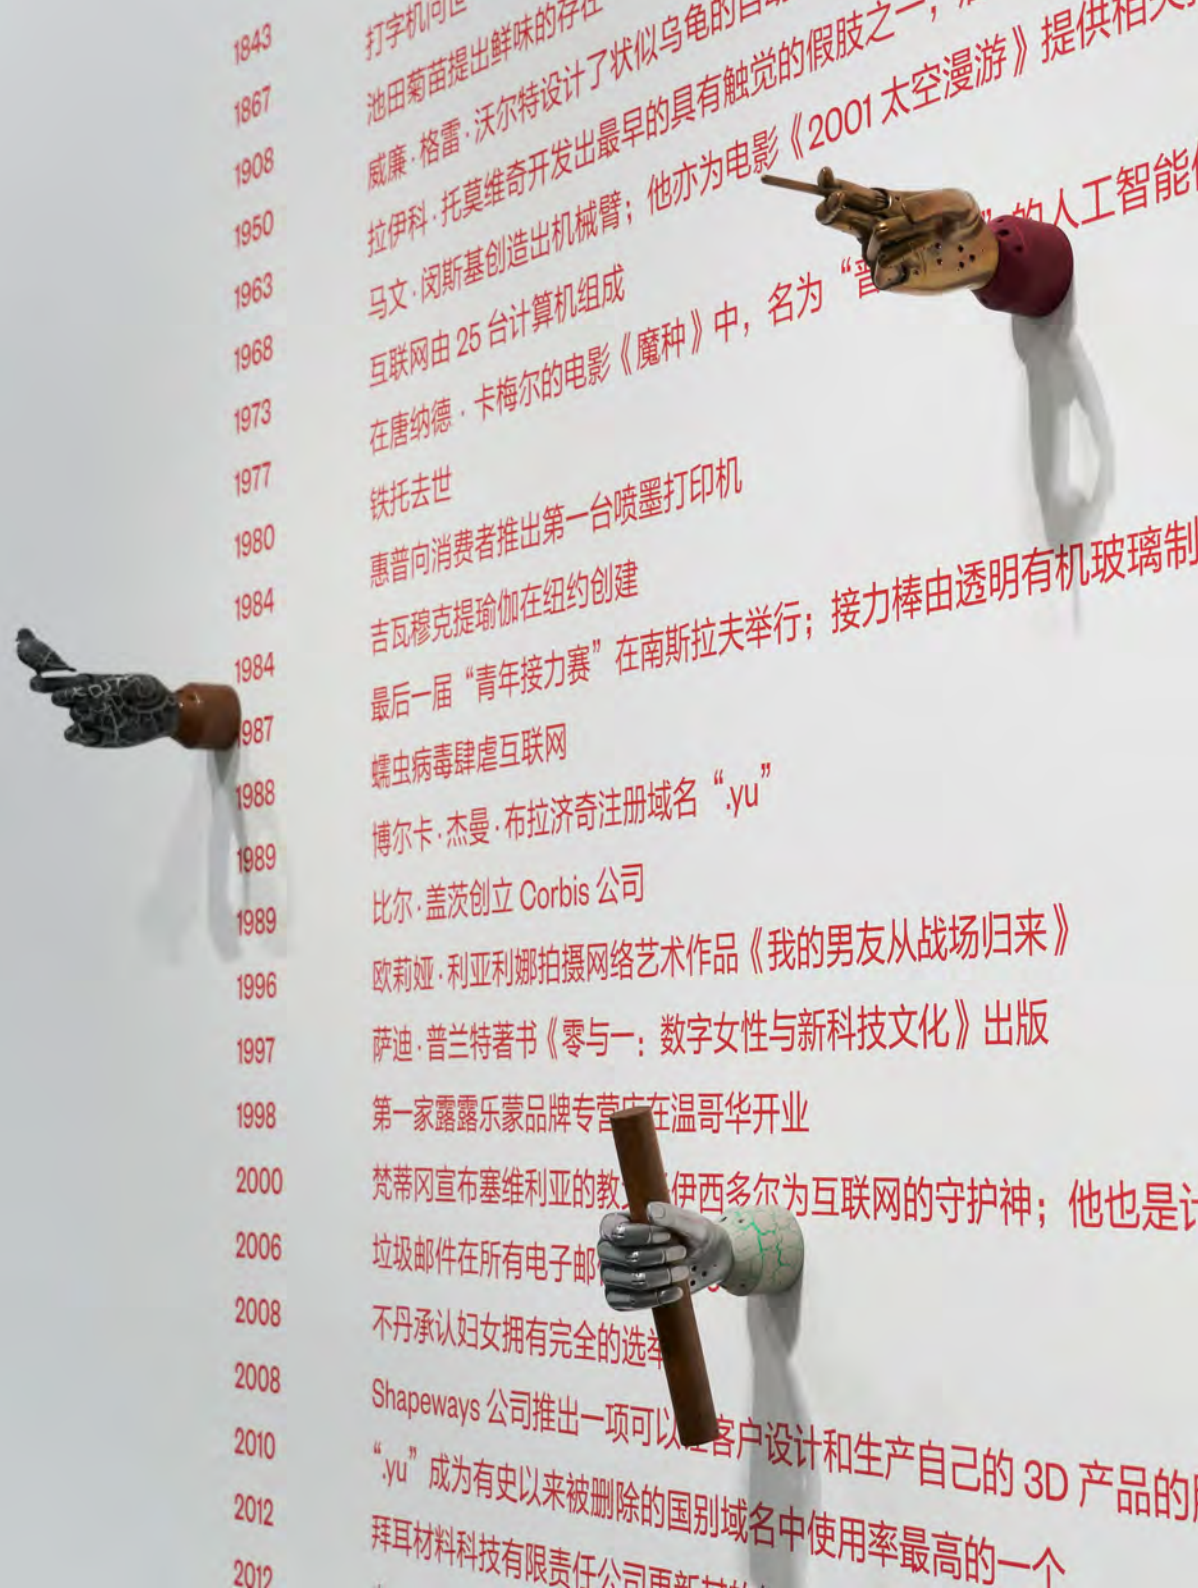 1843
1867 打字机问世
1908 池田菊苗提出鲜味的存在
1950 威廉·格雷·沃尔特设计了状似乌龟的自动
1963 拉伊科·托莫维奇开发出最早的具有触觉的假肢之一，
1968 马文·闵斯基创造出机械臂；他亦为电影《2001 太空漫游》提供相关
1973 互联网由 25 台计算机组成
1977 在唐纳德·卡梅尔的电影《魔种》中，名为“普 ”的人工智能
1980 铁托去世
1984 惠普向消费者推出第一台喷墨打印机
1984 吉瓦穆克提瑜伽在纽约创建
1987 最后一届“青年接力赛”在南斯拉夫举行；接力棒由透明有机玻璃制
1988 蠕虫病毒肆虐互联网
1989 博尔卡·杰曼·布拉济奇注册域名“.yu”
1989 比尔·盖茨创立 Corbis 公司
1996 欧莉娅·利亚利娜拍摄网络艺术作品《我的男友从战场归来》
1997 萨迪·普兰特著书《零与一：数字女性与新科技文化》出版
1998 第一家露露乐蒙品牌专营店在温哥华开业
2000 梵蒂冈宣布塞维利亚的教 伊西多尔为互联网的守护神；他也是计
2006 垃圾邮件在所有电子邮
2008 不丹承认妇女拥有完全的选举
2008 Shapeways 公司推出一项可以让客户设计和生产自己的 3D 产品的
2010 “.yu”成为有史以来被删除的国别域名中使用率最高的一个
2012 拜耳材料科技有限责任公司更新其
2012